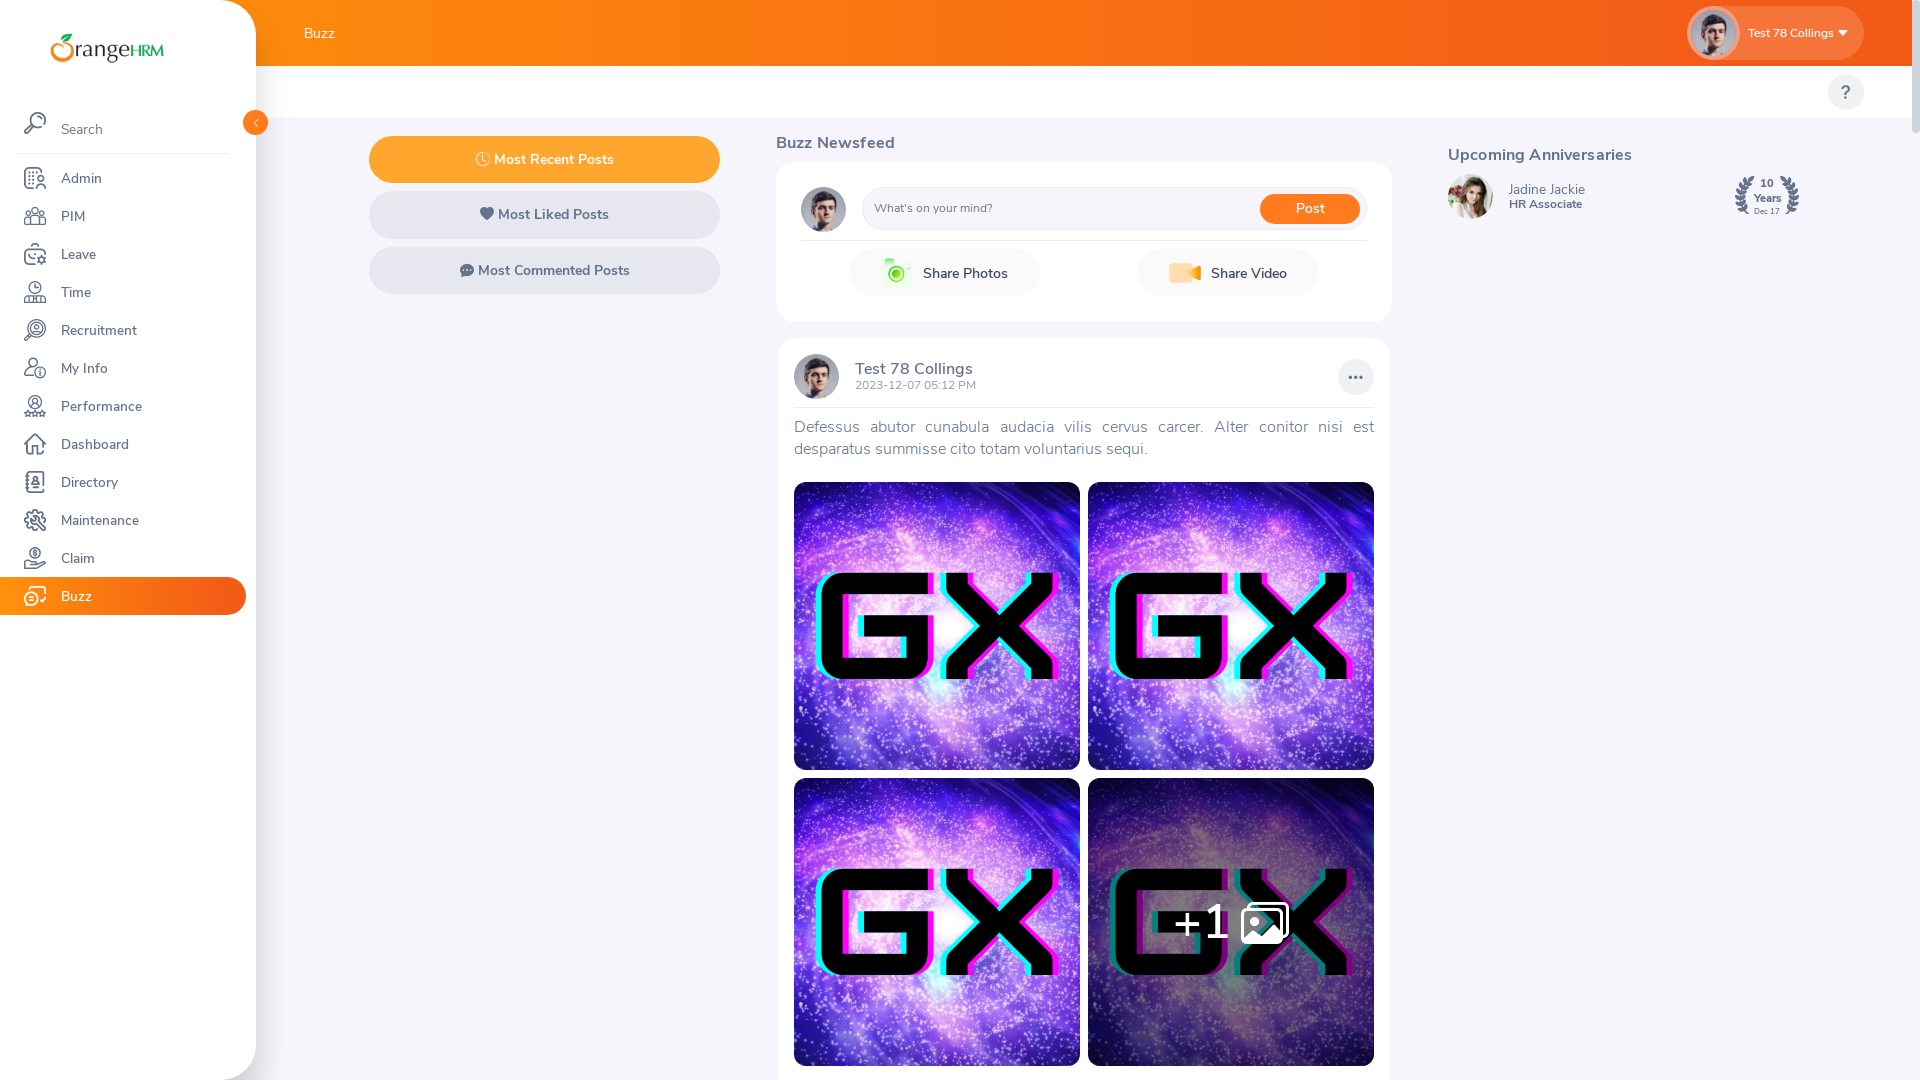 OrangeHRM
Search
Admin
PIM
Leave
Time
Recruitment
My Info
Performance
Dashboard
Directory
Maintenance
Claim
Buzz
Buzz
Test 78 Collings
?
Most Recent Posts
Most Liked Posts
Most Commented Posts
Buzz Newsfeed
What's on your mind?
Post
Share Photos
Share Video
Test 78 Collings
2023-12-07 05:12 PM
Defessus abutor cunabula audacia vilis cervus carcer. Alter conitor nisi est
desparatus summisse cito totam voluntarius sequi.
GX
GX
GX
GX
+1
Upcoming Anniversaries
Jadine Jackie
HR Associate
10
Years
Dec 17